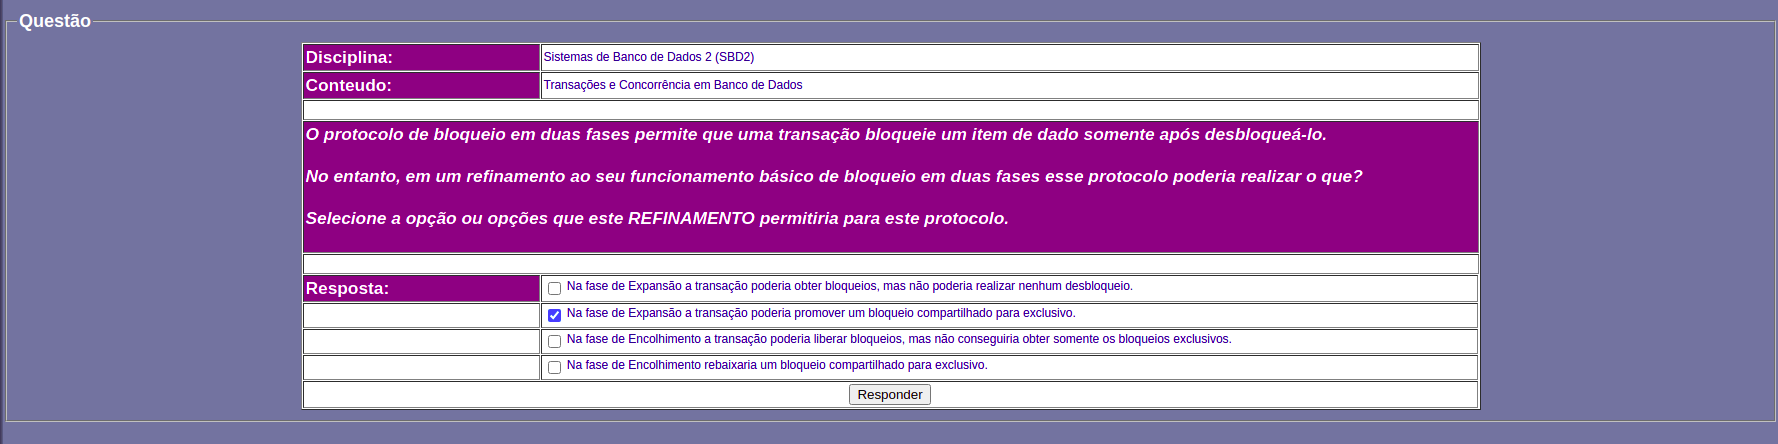 Questão
Disciplina: Sistemas de Banco de Dados 2 (SBD2)
Conteudo: Transações e Concorrência em Banco de Dados
O protocolo de bloqueio em duas fases permite que uma transação bloqueie um item de dado somente após desbloqueá-lo.
No entanto, em um refinamento ao seu funcionamento básico de bloqueio em duas fases esse protocolo poderia realizar o que?
Selecione a opção ou opções que este REFINAMENTO permitiria para este protocolo.
Resposta: Na fase de Expansão a transação poderia obter bloqueios, mas não poderia realizar nenhum desbloqueio.
Na fase de Expansão a transação poderia promover um bloqueio compartilhado para exclusivo.
Na fase de Encolhimento a transação poderia liberar bloqueios, mas não conseguiria obter somente os bloqueios exclusivos.
Na fase de Encolhimento rebaixaria um bloqueio compartilhado para exclusivo.
Responder